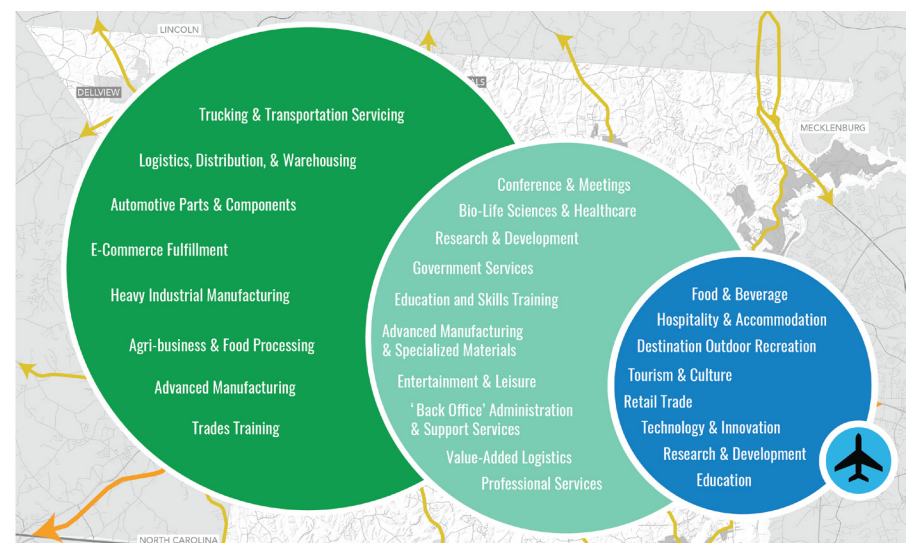 LINCOLN
DELLVIEW
ALS
MECKLENBURG
Trucking & Transportation Servicing
Logistics, Distribution, & Warehousing
Automotive Parts & Components
E-Commerce Fulfillment
Heavy Industrial Manufacturing
Agri-business & Food Processing
Advanced Manufacturing
Trades Training
Conference & Meetings
Bio-Life Sciences & Healthcare
Research & Development
Government Services
Education and Skills Training
Advanced Manufacturing
& Specialized Materials
Entertainment & Leisure
‘Back Office’ Administration
& Support Services
Value-Added Logistics
Professional Services
Food & Beverage
Hospitality & Accommodation
Destination Outdoor Recreation
Tourism & Culture
Retail Trade
Technology & Innovation
Research & Development
Education
NORTH CAROLINA